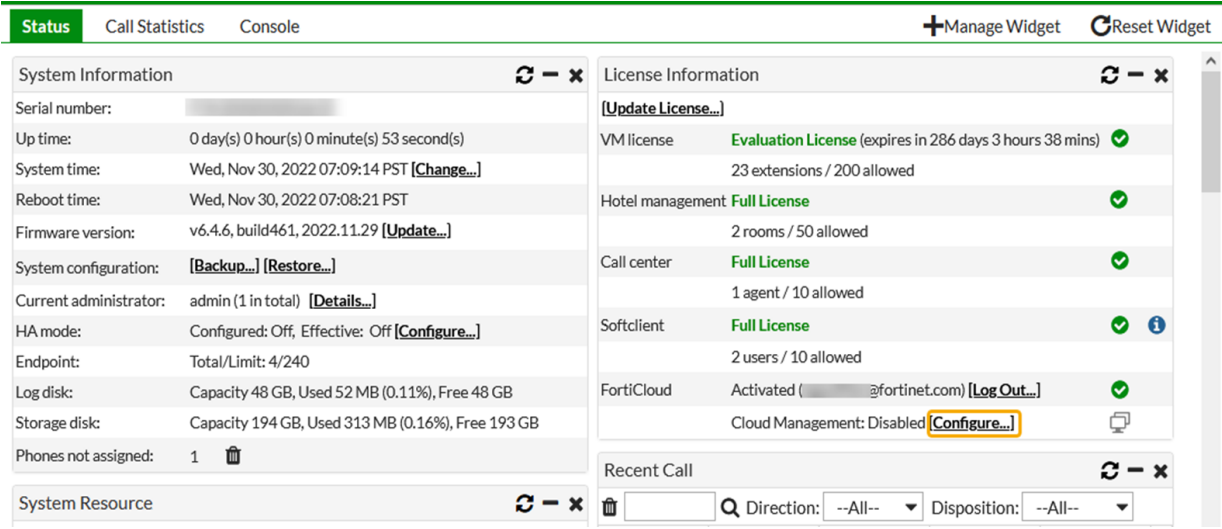 Status Call Statistics Console Manage Widget Reset Widget
System Information
Serial number:
Up time: 0 day(s) 0 hour(s) 0 minute(s) 53 second(s)
System time: Wed, Nov 30, 2022 07:09:14 PST [Change...]
Reboot time: Wed, Nov 30, 2022 07:08:21 PST
Firmware version: v6.4.6, build461, 2022.11.29 [Update...]
System configuration: [Backup...] [Restore...]
Current administrator: admin (1 in total) [Details...]
HA mode: Configured: Off, Effective: Off [Configure...]
Endpoint: Total/Limit: 4/240
Log disk: Capacity 48 GB, Used 52 MB (0.11%), Free 48 GB
Storage disk: Capacity 194 GB, Used 313 MB (0.16%), Free 193 GB
Phones not assigned: 1
System Resource
License Information
[Update License...]
VM license Evaluation License (expires in 286 days 3 hours 38 mins)
23 extensions / 200 allowed
Hotel management Full License
2 rooms / 50 allowed
Call center Full License
1 agent / 10 allowed
Softclient Full License
2 users / 10 allowed
FortiCloud Activated ( @fortinet.com) [Log Out...]
Cloud Management: Disabled [Configure...]
Recent Call
Direction: --All-- Disposition: --All--